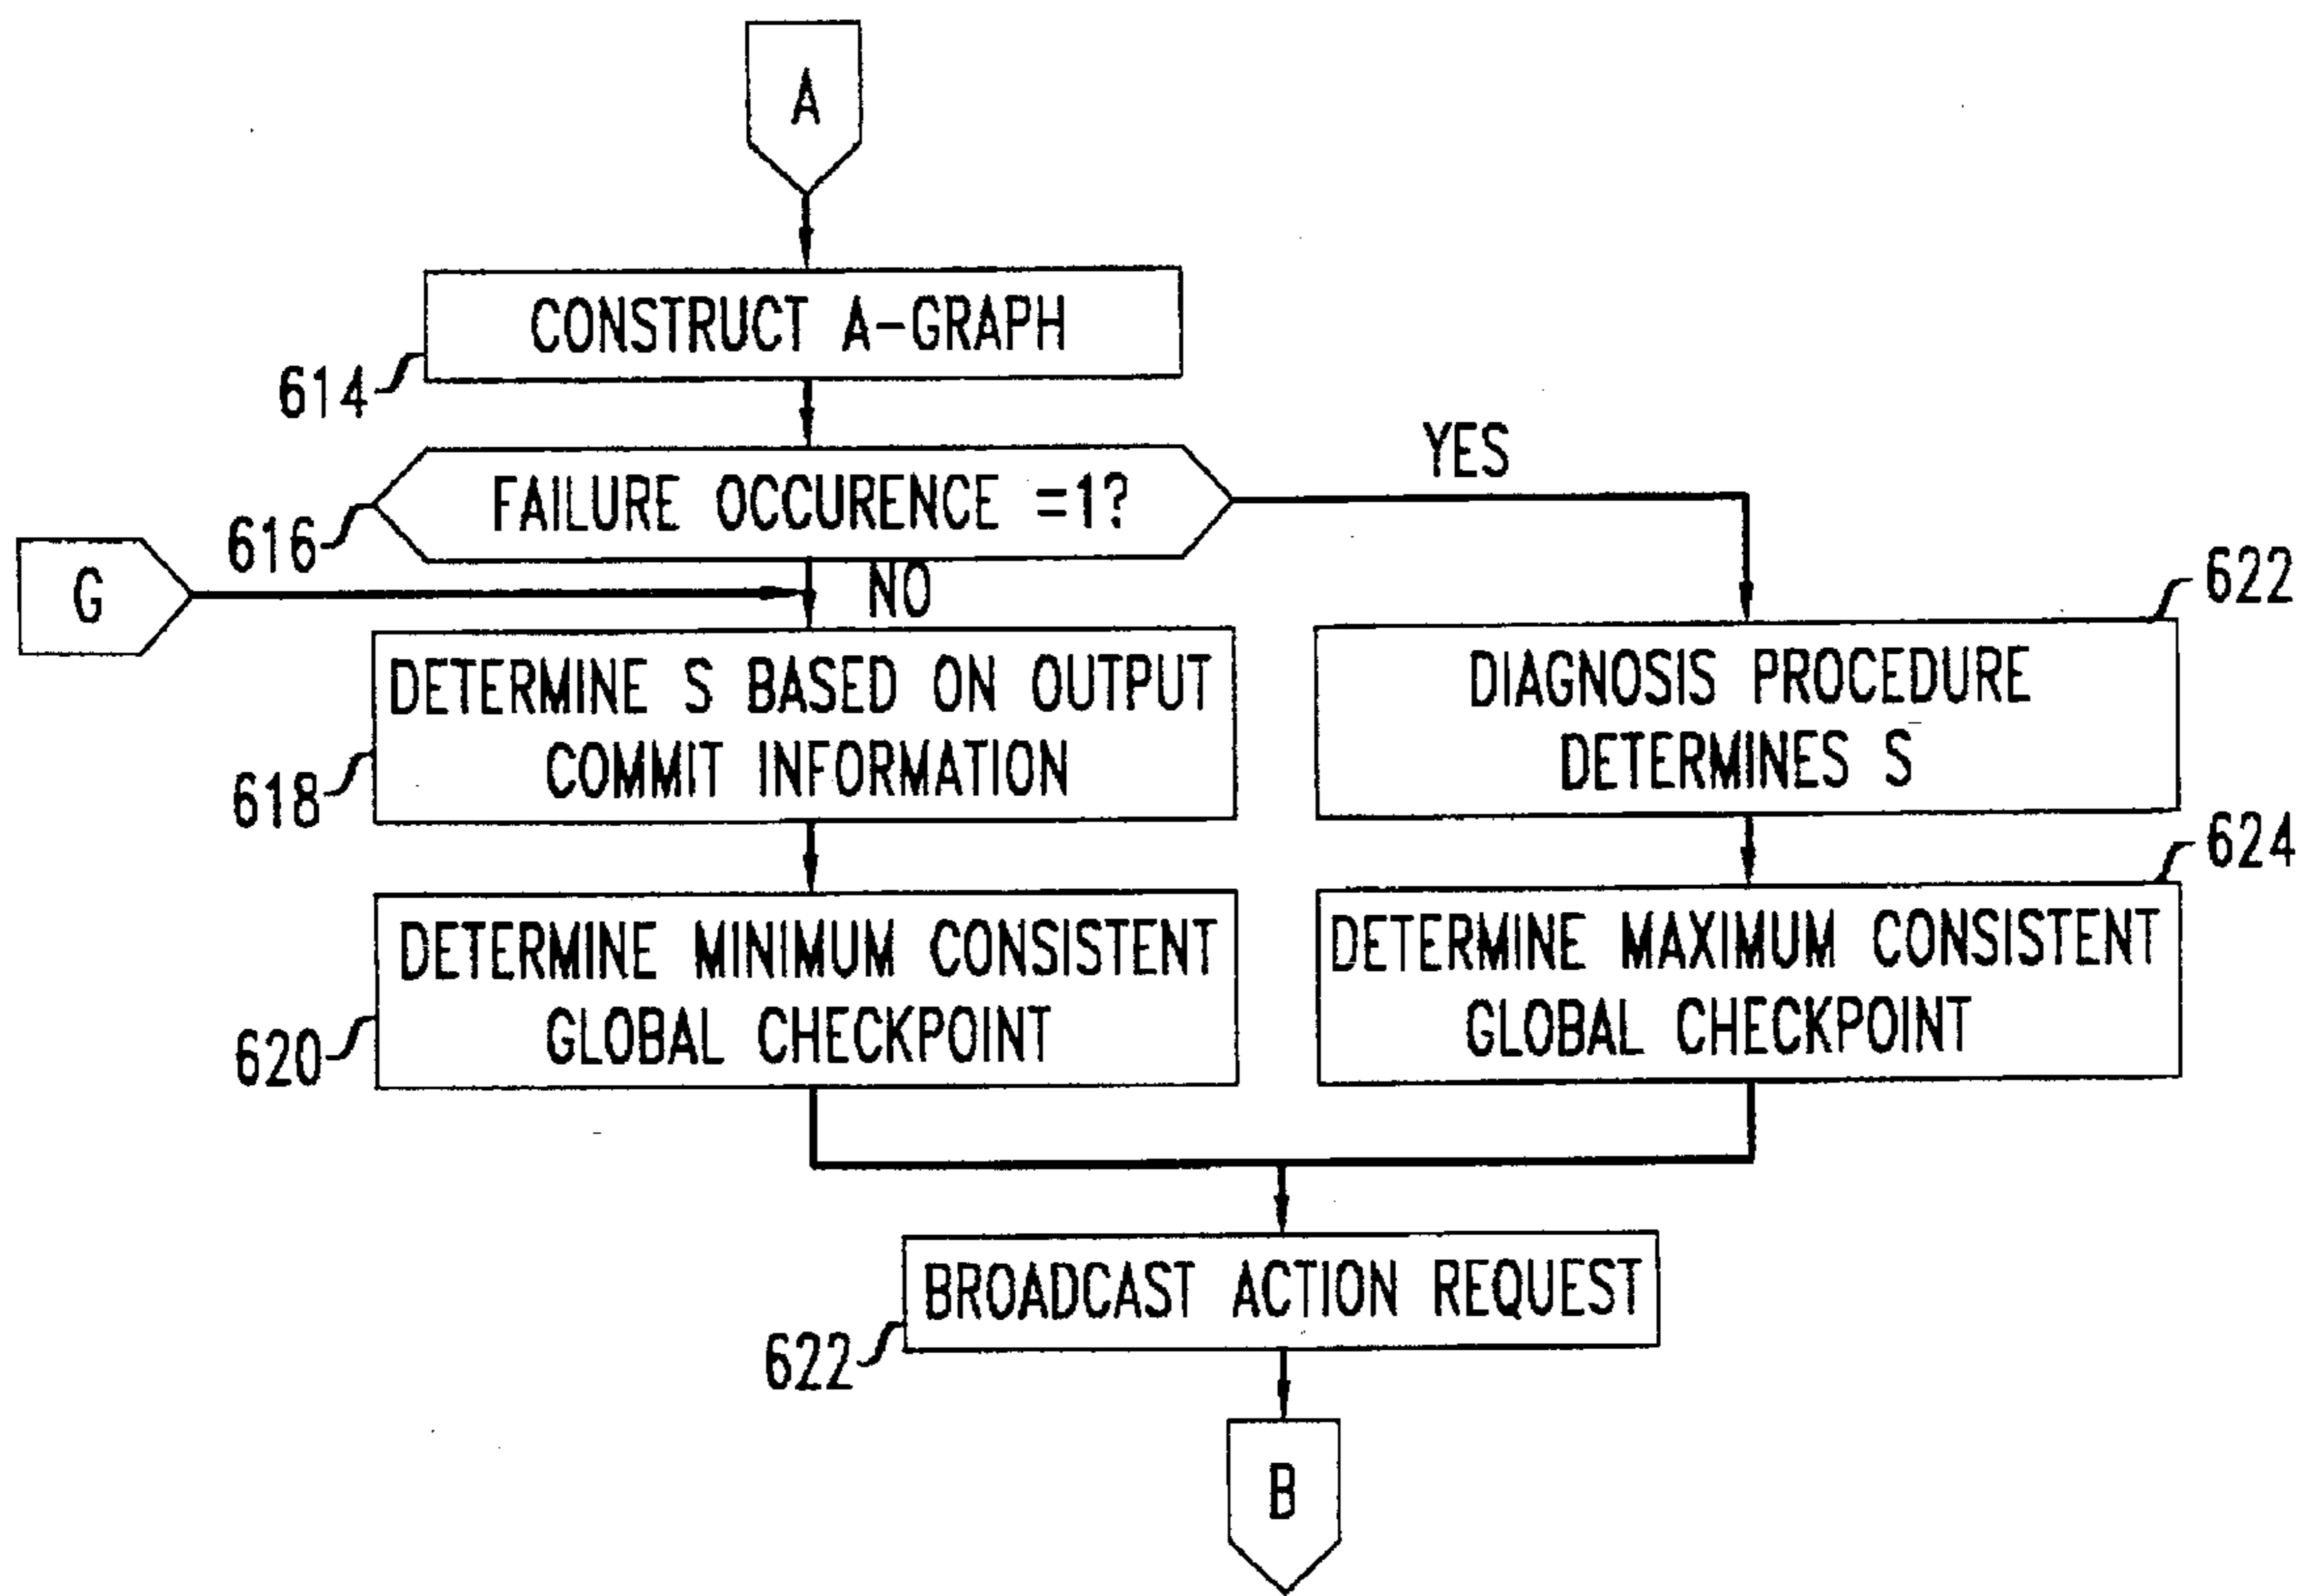 A
CONSTRUCT A-GRAPH
614
YES
FAILURE OCCURENCE =1?
616
G
NO
622
DETERMINE S BASED ON OUTPUT
COMMIT INFORMATION
618
DIAGNOSIS PROCEDURE
DETERMINES S
624
DETERMINE MINIMUM CONSISTENT
GLOBAL CHECKPOINT
620
DETERMINE MAXIMUM CONSISTENT
GLOBAL CHECKPOINT
BROADCAST ACTION REQUEST
622
B